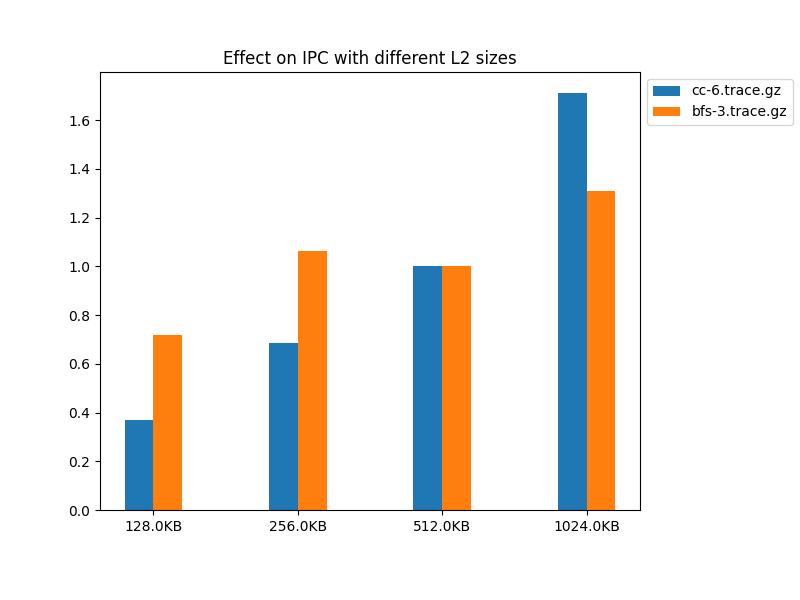 Effect on IPC with different L2 sizes
cc-6.trace.gz
bfs-3.trace.gz
1.6
1.4
1.2
1.0
0.8
0.6
0.4
0.2
0.0
128.0KB 256.0KB 512.0KB 1024.0KB